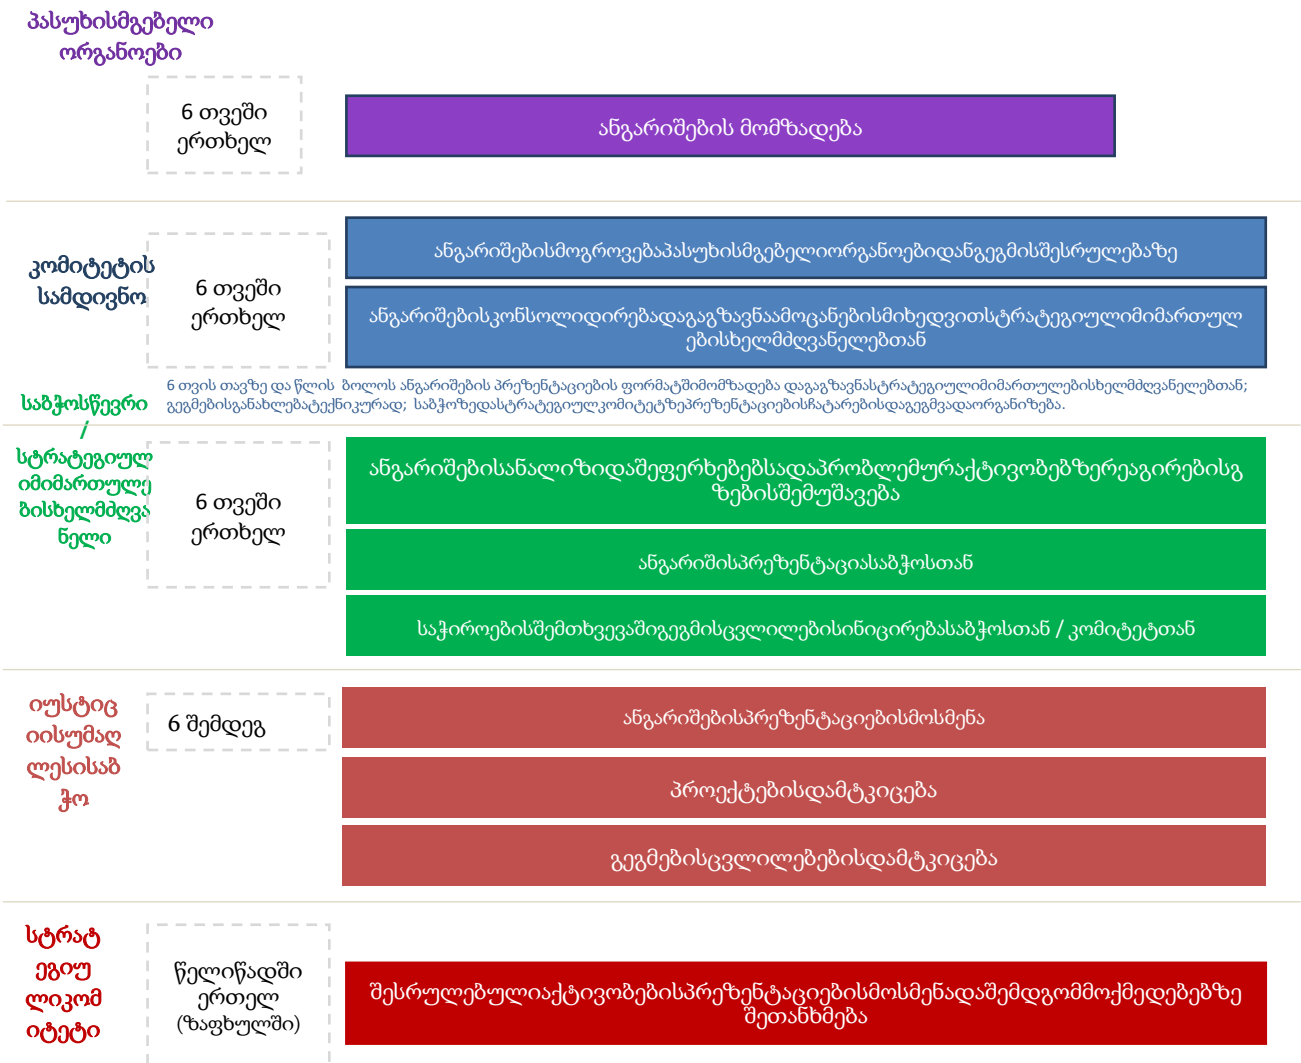 პასუხისმგებელი
ორგანოები
6 თვეში
ერთხელ
ანგარიშების მომზადება
კომიტეტის
სამდივნო
6 თვეში
ერთხელ
ანგარიშებისმოგროვებაპასუხისმგებელიორგანოებიდანგეგმისშესრულებაზე
ანგარიშებისკონსოლიდირებადაგაგზავნაამოცანებისმიხედვითსტრატეგიულიმიმართულ
ებისხელმძღვანელებთან
6 თვის თავზე და წლის ბოლოს ანგარიშების პრეზენტაციების ფორმატშიმომზადება დაგაგზავნასტრატეგიულიმიმართულებისხელმძღვანელებთან;
გეგმებისგანახლებატექნიკურად; საბჭოზედასტრატეგიულკომიტეტზეპრეზენტაციებისჩატარებისდაგეგმვადაორგანიზება.
საბჭოსწევრი
/
სტრატეგიულ
იმიმართულე
ბისხელმძღვა
ნელი
6 თვეში
ერთხელ
ანგარიშებისანალიზიდაშეფერხებებსადაპრობლემურაქტივობებზერეაგირებისგ
ზებისშემუშავება
ანგარიშისპრეზენტაციასაბჭოსთან
საჭიროებისშემთხვევაშიგეგმისცვლილებისინიცირებასაბჭოსთან / კომიტეტთან
იუსტიც
იისუმაღ
ლესისაბ
ჭო
6 შემდეგ
ანგარიშებისპრეზენტაციებისმოსმენა
პროექტებისდამტკიცება
გეგმებისცვლილებებისდამტკიცება
სტრატ
ეგიუ
ლიკომ
იტეტი
წელიწადში
ერთელ
(ზაფხულში)
შესრულებულიაქტივობებისპრეზენტაციებისმოსმენადაშემდგომმოქმედებებზე
შეთანხმება